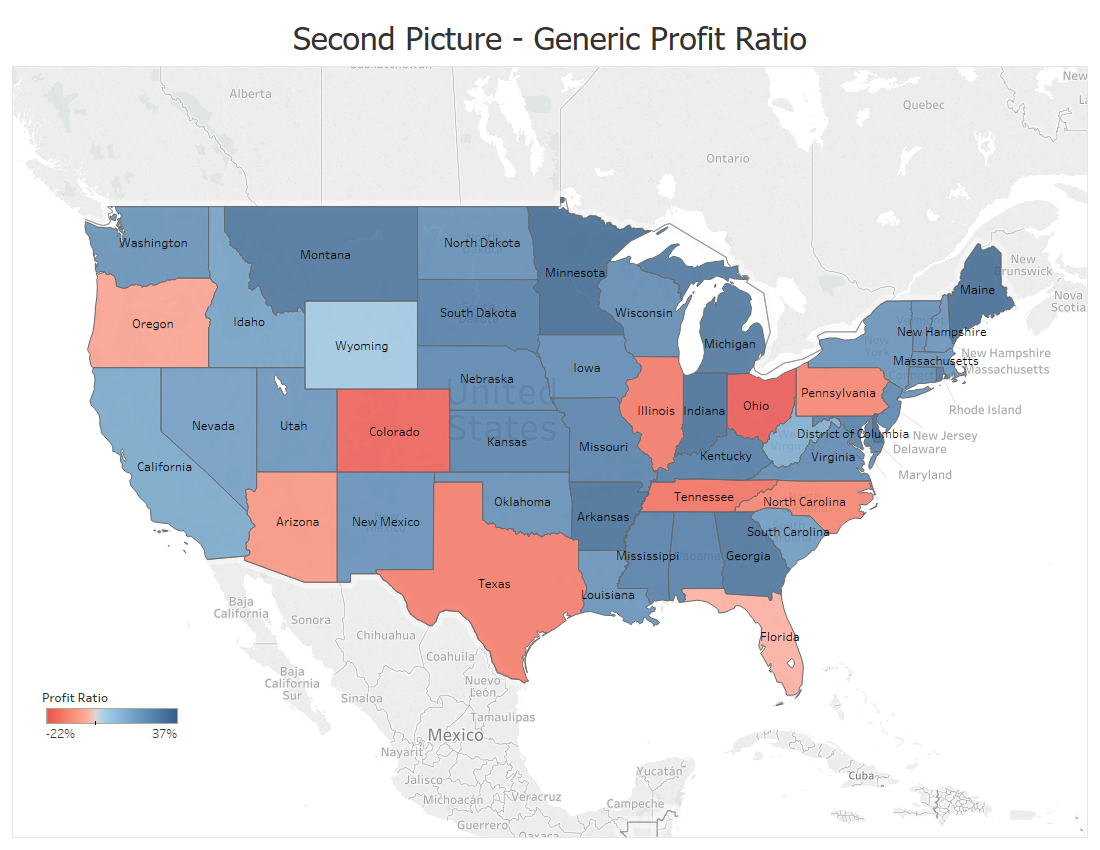 Second Picture - Generic Profit Ratio
Alberta
New
Quebec
Ontario
Washington
Montana
North Dakota
Minnesota
New
Brunswick
Nova
Scotia
Maine
Oregon
Idaho
Wyoming
South Dakota
Wisconsin
Michigan
New Hampshire
New Hampshire
Massachusetts
Massachusetts
Nebraska
Iowa
Pennsylvania
Rhode Island
United
States
Nevada
Utah
Colorado
Kansas
Missouri
Illinois
Indiana
Ohio
District of Columbia
New Jersey
Delaware
Maryland
California
Kentucky
Virginia
Arizona
New Mexico
Oklahoma
Arkansas
Tennessee
North Carolina
South Carolina
Texas
Louisiana
Mississippi
Georgia
Florida
Baja
California
Sonora
Chihuahua
Coahuila
Baja
California
Sur
Sinaloa
Nuevo
León
Tamaulipas
Profit Ratio
-22%
37%
Mexico
Nayarit
Jalisco
Michoacán
Veracruz
Guerrero
Yucatán
Campeche
Cuba